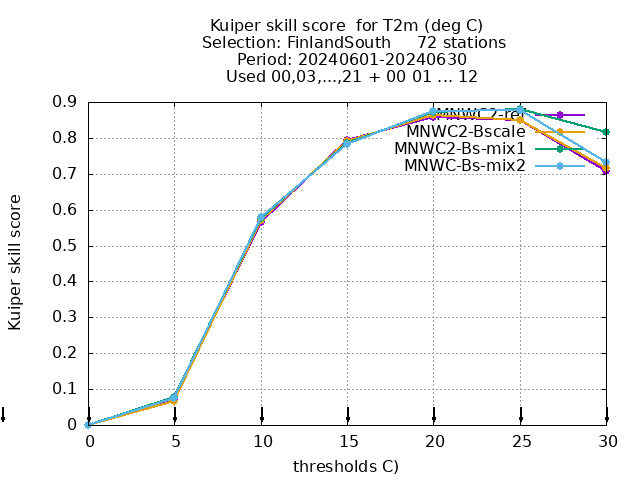 Kuiper skill score  for T2m (deg C)
Selection: FinlandSouth     72 stations
Period: 20240601-20240630
Used 00,03,...,21 + 00 01 ... 12
0.9
0.8
0.7
0.6
0.5
0.4
0.3
0.2
0.1
0
Kuiper skill score
MNWC2-ref
MNWC2-Bscale
MNWC2-Bs-mix1
MNWC-Bs-mix2
0 5 10 15 20 25 30
thresholds C)